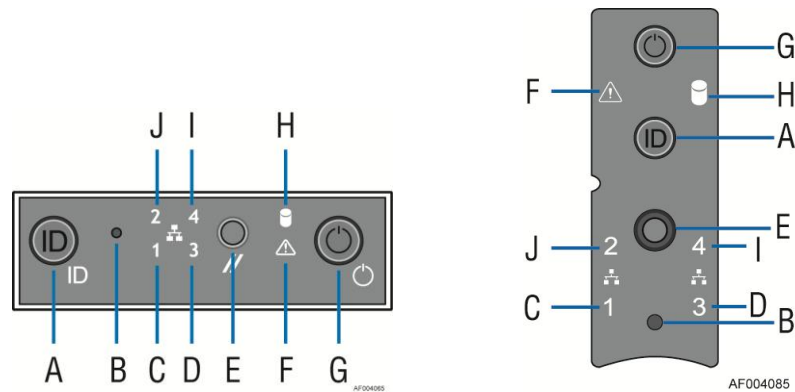 J I H
2 4
ID
1 3
ID
A B C D E F G
AF004065
G
F
H
ID
A
E
J 2 4 I
C 1 3 D
B
AF004085